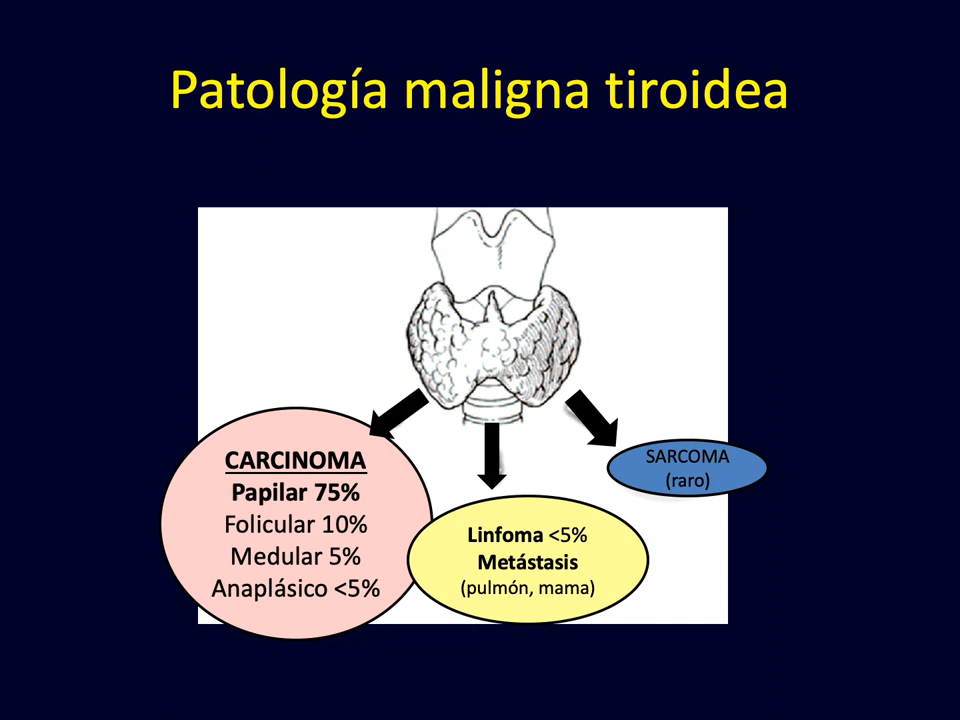 Patología maligna tiroidea
CARCINOMA
Papilar 75%
Folicular 10%
Medular 5%
Anaplásico <5%
Linfoma <5%
Metástasis
(pulmón, mama)
SARCOMA
(raro)